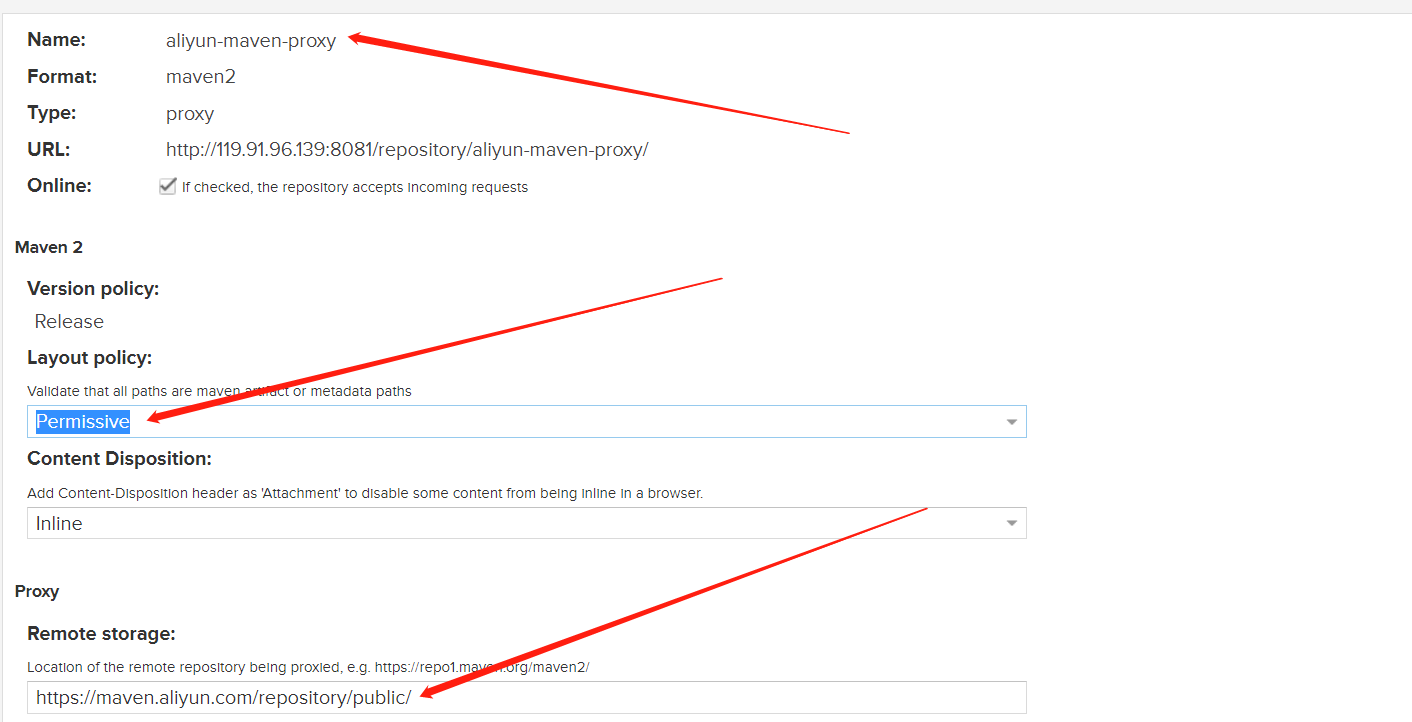 Name: aliyun-maven-proxy
Format: maven2
Type: proxy
URL: http://119.91.96.139:8081/repository/aliyun-maven-proxy/
Online: If checked, the repository accepts incoming requests
Maven 2
Version policy:
Release
Layout policy:
Validate that all paths are maven artifact or metadata paths
Permissive
Content Disposition:
Add Content-Disposition header as 'Attachment' to disable some content from being inline in a browser.
Inline
Proxy
Remote storage:
Location of the remote repository being proxied, e.g. https://repo1.maven.org/maven2/
https://maven.aliyun.com/repository/public/